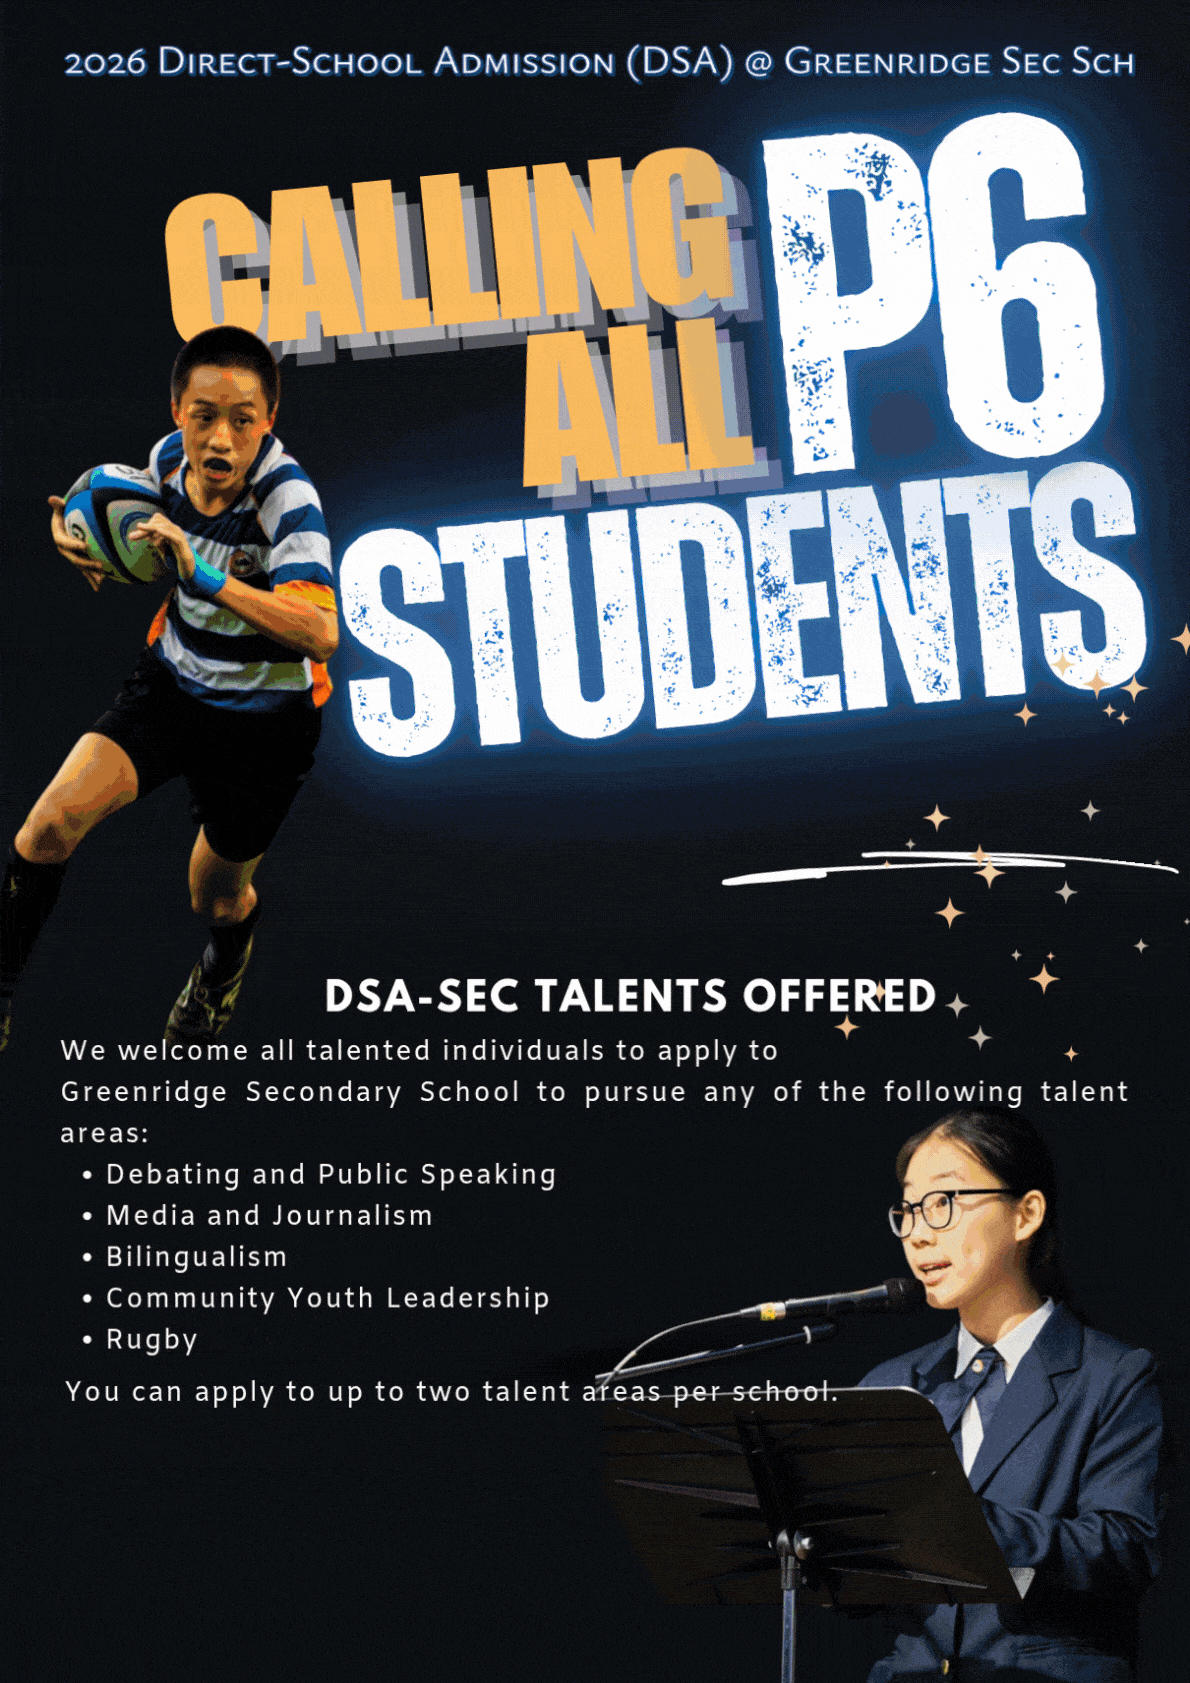 2026 Direct-School Admission (DSA) @ Greenridge Sec Sch
CALLING
ALL
P6
STUDENTS
DSA-SEC TALENTS OFFERED
We welcome all talented individuals to apply to
Greenridge Secondary School to pursue any of the following talent
areas:
• Debating and Public Speaking
• Media and Journalism
• Bilingualism
• Community Youth Leadership
• Rugby
You can apply to up to two talent areas per school.